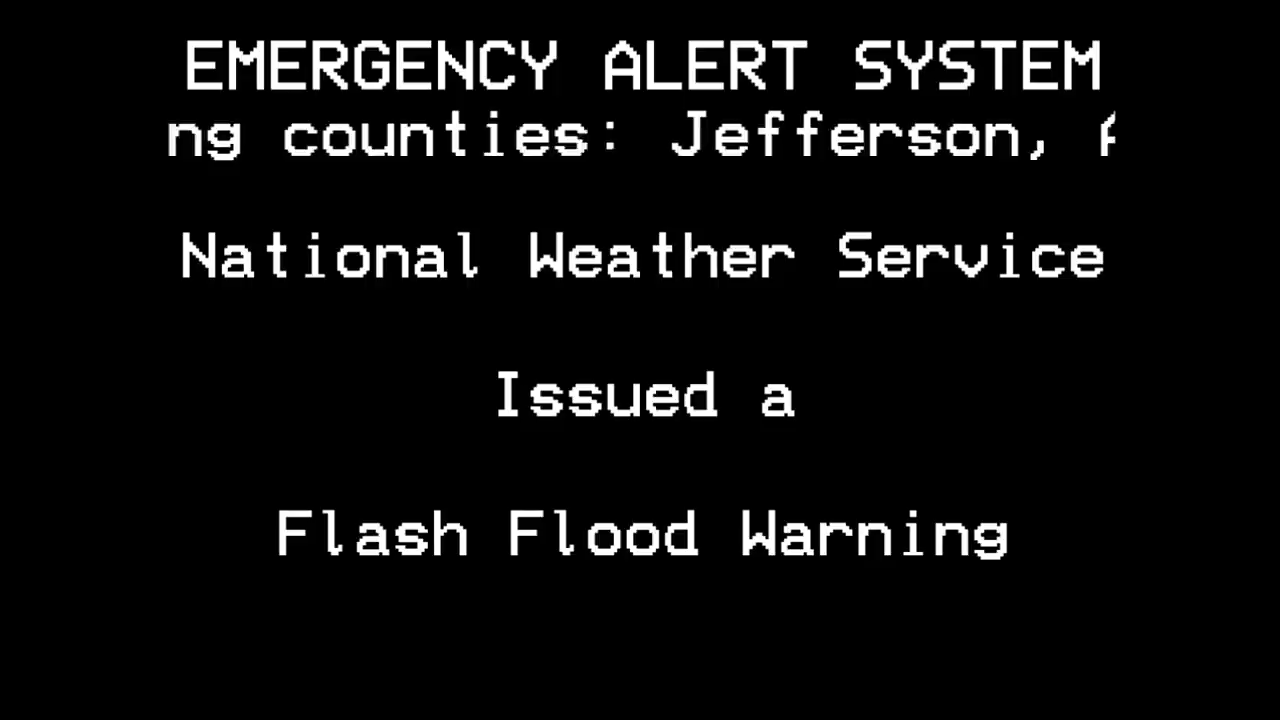 EMERGENCY ALERT SYSTEM
ng counties: Jefferson,
National Weather Service
Issued a
Flash Flood Warning